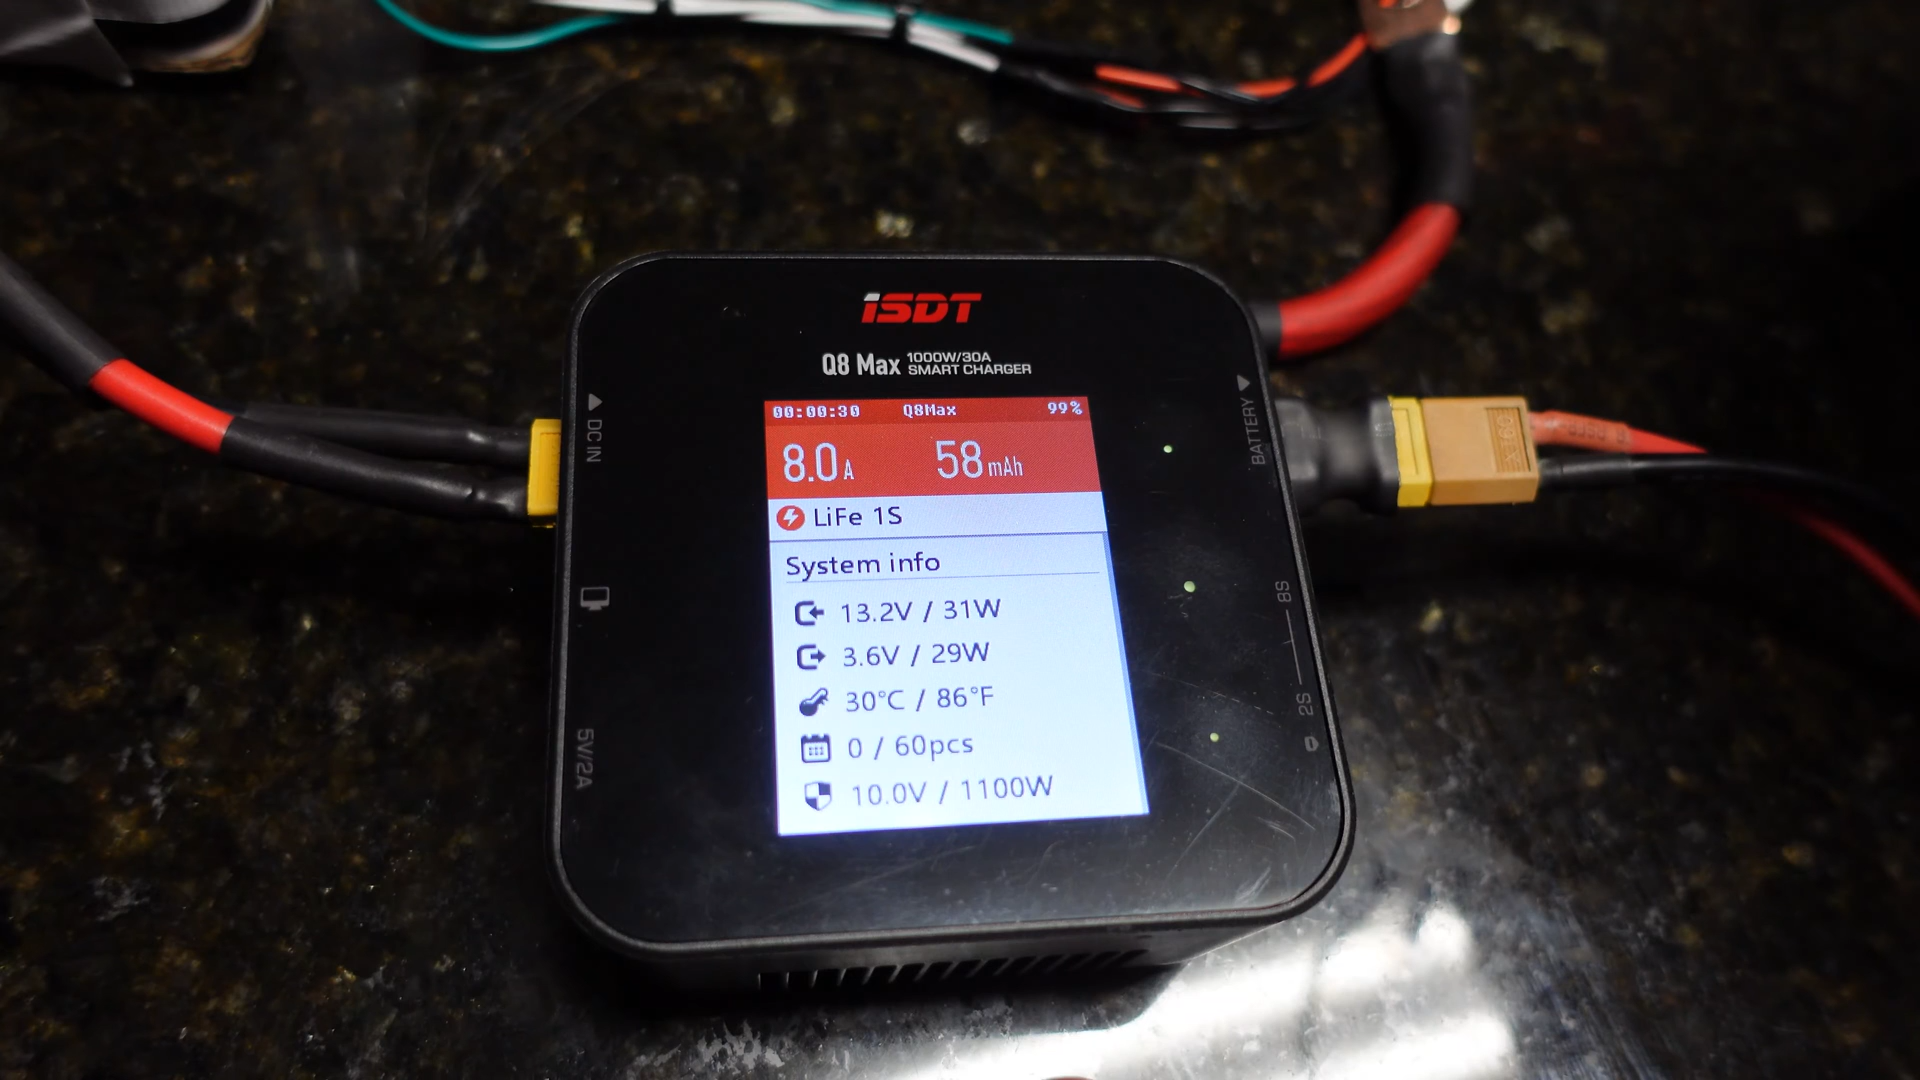 iSDT
Q8 Max 1000W/30A
SMART CHARGER
00:00:30 Q8Max 99%
8.0A 58mAh
LiFe 1S
System info
13.2V / 31W
3.6V / 29W
30°C / 86°F
0 / 60pcs
10.0V / 1100W
DC IN
5V/2A
BATTERY
8S
2S
XT60